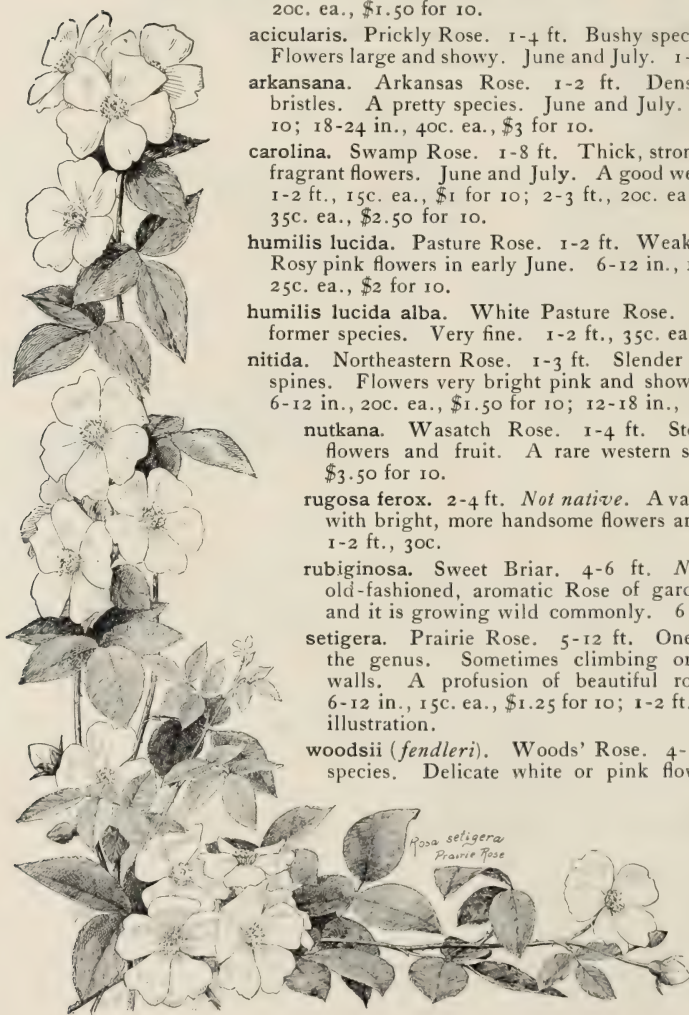 20c. ea., $1.50 for 10.
acicularis. Prickly Rose. 1-4 ft. Bushy spec
Flowers large and showy. June and July. 1-
arkansana. Arkansas Rose. 1-2 ft. Dens
bristles. A pretty species. June and July.
10; 18-24 in., 40c. ea., $3 for 10.
carolina. Swamp Rose. 1-8 ft. Thick, stron
fragrant flowers. June and July. A good we
1-2 ft., 15c. ea., $1 for 10; 2-3 ft., 20c. ea
35c. ea., $2.50 for 10.
humilis lucida. Pasture Rose. 1-2 ft. Weak
Rosy pink flowers in early June. 6-12 in., 1
25c. ea., $2 for 10.
humilis lucida alba. White Pasture Rose.
former species. Very fine. 1-2 ft., 35c. ea
nitida. Northeastern Rose. 1-3 ft. Slender
spines. Flowers very bright pink and show
6-12 in., 20c. ea., $1.50 for 10; 12-18 in.,
nutkana. Wasatch Rose. 1-4 ft. Sto
flowers and fruit. A rare western s
$3.50 for 10.
rugosa ferox. 2-4 ft. Not native. A va
with bright, more handsome flowers an
1-2 ft., 30c.
rubiginosa. Sweet Briar. 4-6 ft. N
old-fashioned, aromatic Rose of gard
and it is growing wild commonly. 6
setigera. Prairie Rose. 5-12 ft. One
the genus. Sometimes climbing or
walls. A profusion of beautiful ro
6-12 in., 15c. ea., $1.25 for 10; 1-2 ft.
illustration.
woodsii (fendleri). Woods' Rose. 4-
species. Delicate white or pink flow
Rosa setigera
Prairie Rose